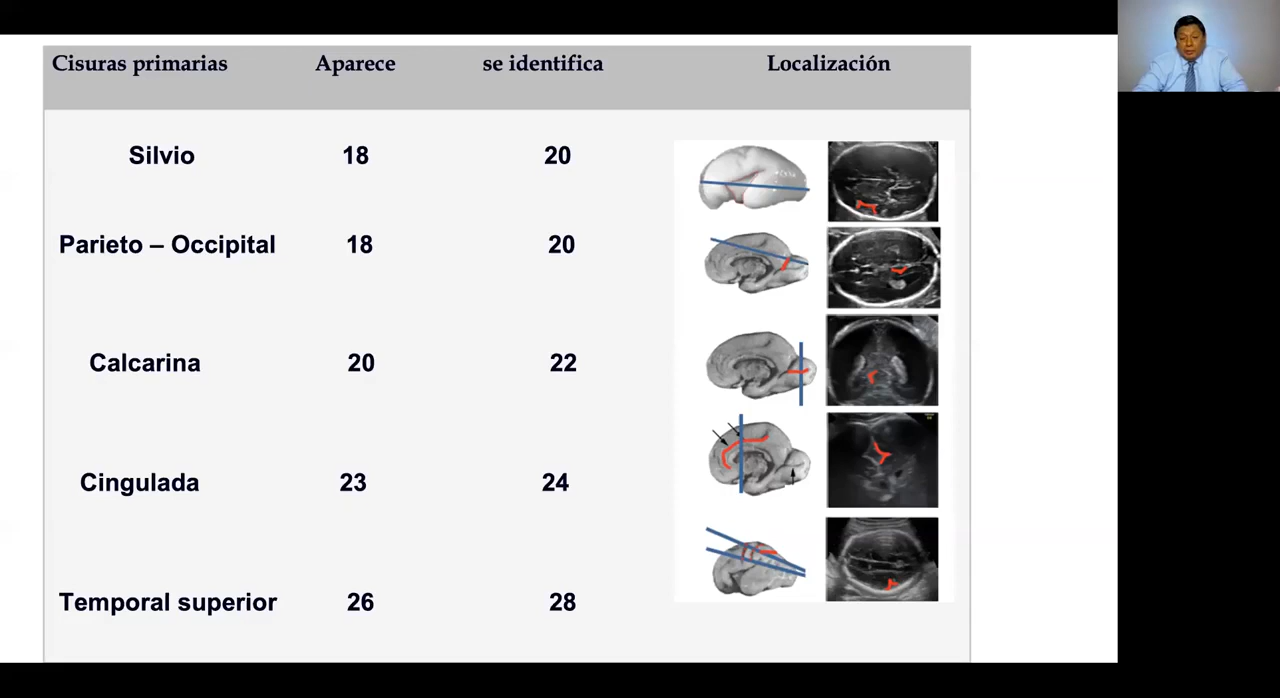 Cisuras primarias Aparece se identifica Localización
Silvio 18 20
Parieto – Occipital 18 20
Calcarina 20 22
Cingulada 23 24
Temporal superior 26 28